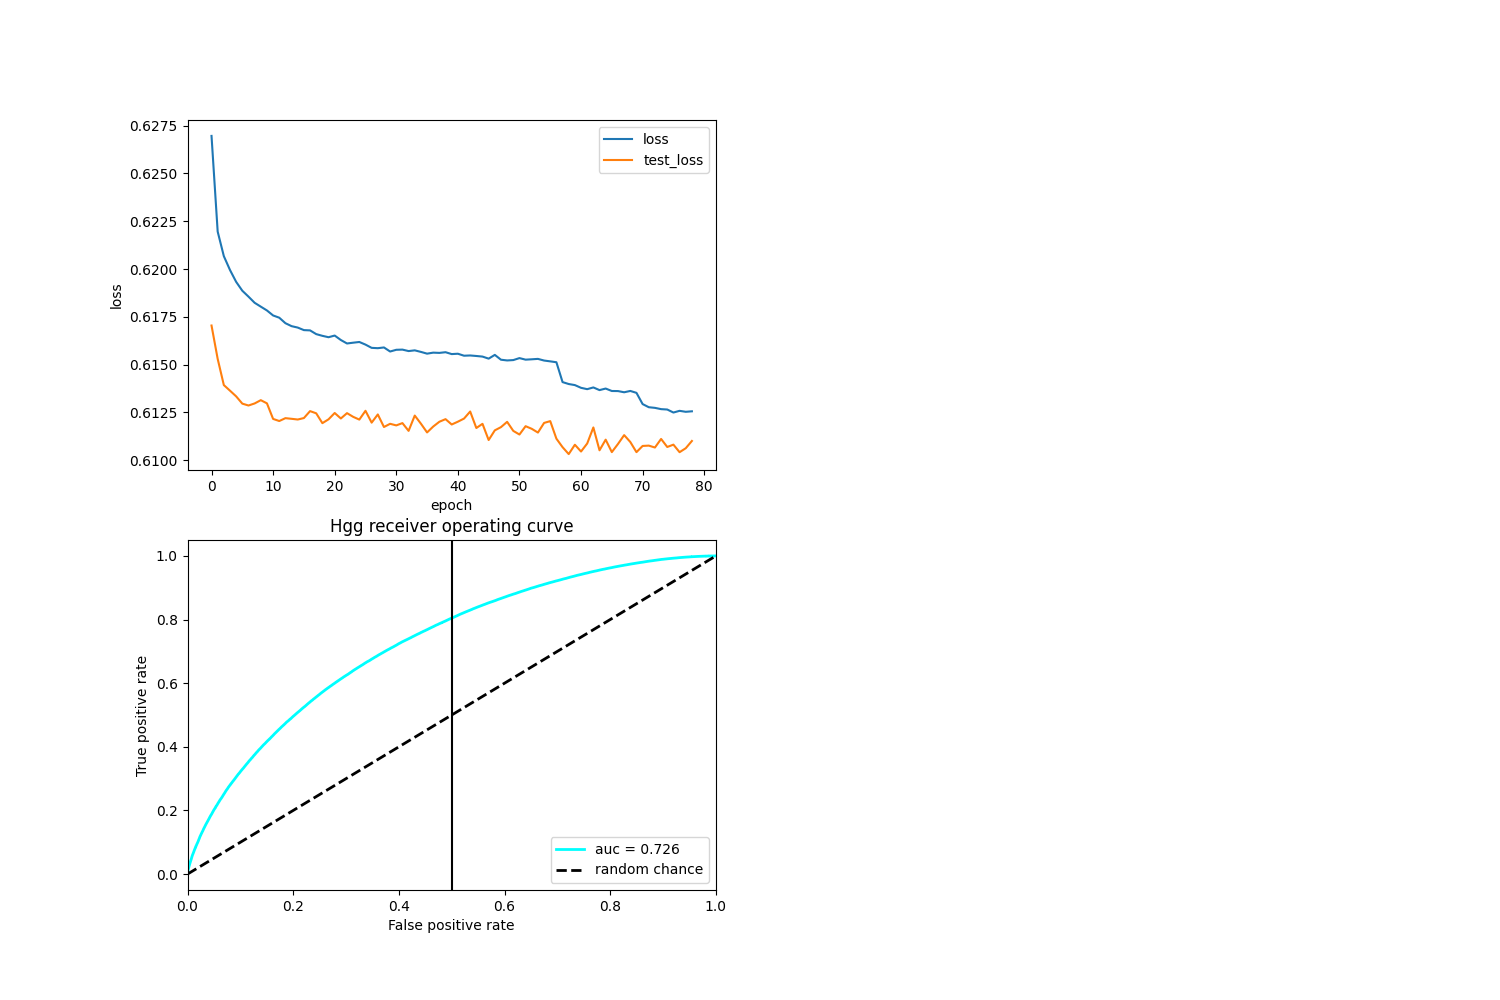 0.6275
0.6250
0.6225
0.6200
0.6175
0.6150
0.6125
0.6100
loss
loss
test_loss
0 10 20 30 40 50 60 70 80
epoch
Hgg receiver operating curve
1.0
0.8
0.6
0.4
0.2
0.0
True positive rate
auc = 0.726
random chance
0.0 0.2 0.4 0.6 0.8 1.0
False positive rate